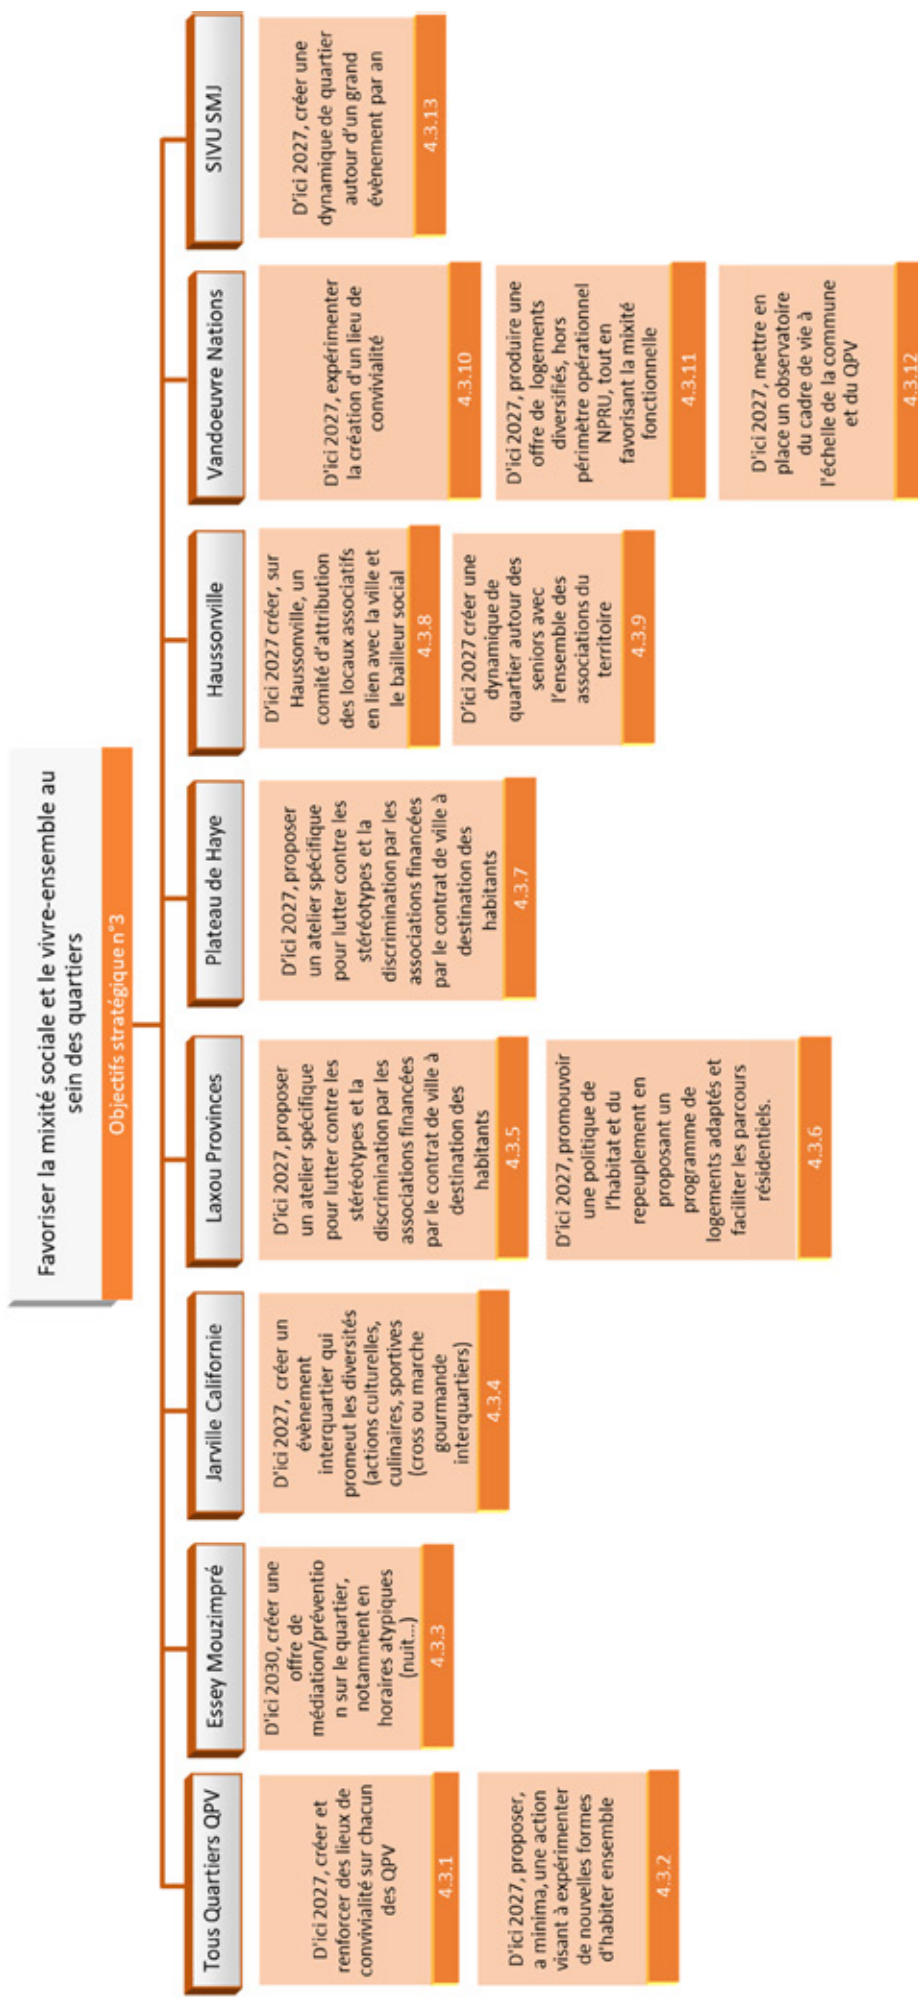 Favoriser la mixité sociale et le vivre-ensemble au
sein des quartiers
Objectifs stratégique n°3
Tous Quartiers QPV
D'ici 2027, créer et
renforcer des lieux de
convivialité sur chacun
des QPV
4.3.1
D'ici 2027, proposer,
a minima, une action
visant à expérimenter
de nouvelles formes
d'habiter ensemble
4.3.2
Essey Mouzimpré
D'ici 2030, créer une
offre de
médiation/préventio
n sur le quartier,
notamment en
horaires atypiques
(nuit...)
4.3.3
Jarville Californie
D'ici 2027, créer un
évènement
interquartier qui
promeut les diversités
(actions culturelles,
culinaires, sportives
(cross ou marche
gourmande
interquartiers)
4.3.4
Laxou Provinces
D'ici 2027, proposer
un atelier spécifique
pour lutter contre les
stéréotypes et la
discrimination par les
associations financées
par le contrat de ville à
destination des
habitants
4.3.5
D'ici 2027, promouvoir
une politique de
l'habitat et du
repeuplement en
proposant un
programme de
logements adaptés et
faciliter les parcours
résidentiels.
4.3.6
Plateau de Haye
D'ici 2027, proposer
un atelier spécifique
pour lutter contre les
stéréotypes et la
discrimination par les
associations financées
par le contrat de ville à
destination des
habitants
4.3.7
Haussonville
D'ici 2027 créer, sur
Haussonville, un
comité d'attribution
des locaux associatifs
en lien avec la ville et
le bailleur social
4.3.8
D'ici 2027 créer une
dynamique de
quartier autour des
seniors avec
l'ensemble des
associations du
territoire
4.3.9
Vandoeuvre Nations
D'ici 2027, expérimenter
la création d'un lieu de
convivialité
4.3.10
D'ici 2027, produire une
offre de logements
diversifiés, hors
périmètre opérationnel
NPRU, tout en
favorisant la mixité
fonctionnelle
4.3.11
D'ici 2027, mettre en
place un observatoire
du cadre de vie à
l'échelle de la commune
et du QPV
4.3.12
SIVU SMJ
D'ici 2027, créer une
dynamique de quartier
autour d'un grand
évènement par an
4.3.13